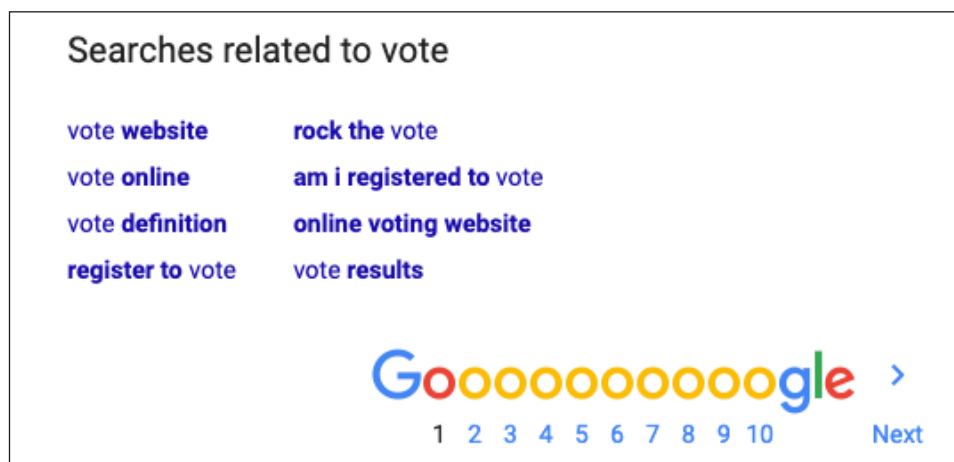 Searches related to vote
vote website rock the vote
vote online am i registered to vote
vote definition online voting website
register to vote vote results
Goooooooooogle >
1 2 3 4 5 6 7 8 9 10 Next